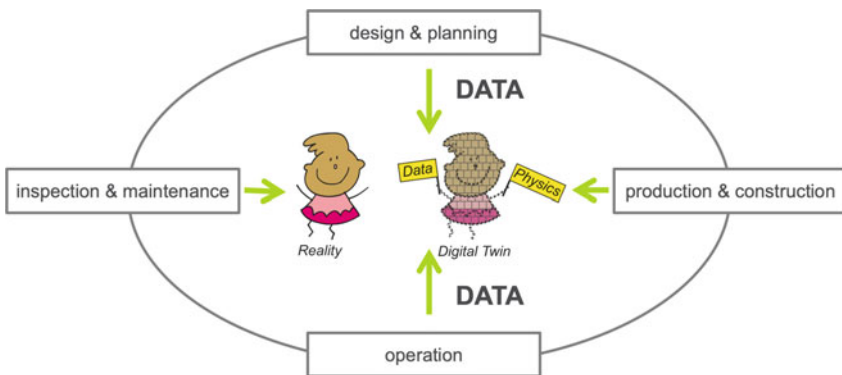 design & planning
DATA
Data
Physics
inspection & maintenance
production & construction
Reality
Digital Twin
DATA
operation